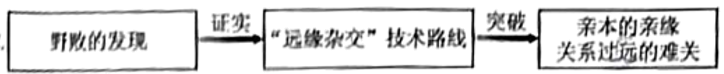 野败的发现
证实
“远缘杂交”技术路线
突破
亲本的亲缘
关系过远的难关